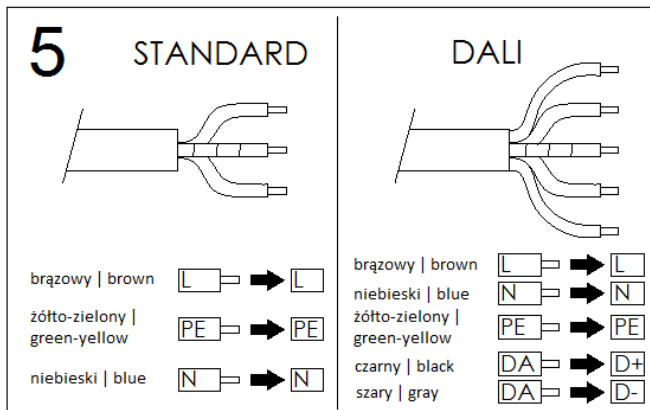 5 STANDARD
brązowy | brown L L
żółto-zielony |
green-yellow PE PE
niebieski | blue N N
DALI
brązowy | brown L L
niebieski | blue N N
żółto-zielony |
green-yellow PE PE
czarny | black DA D+
szary | gray DA D-